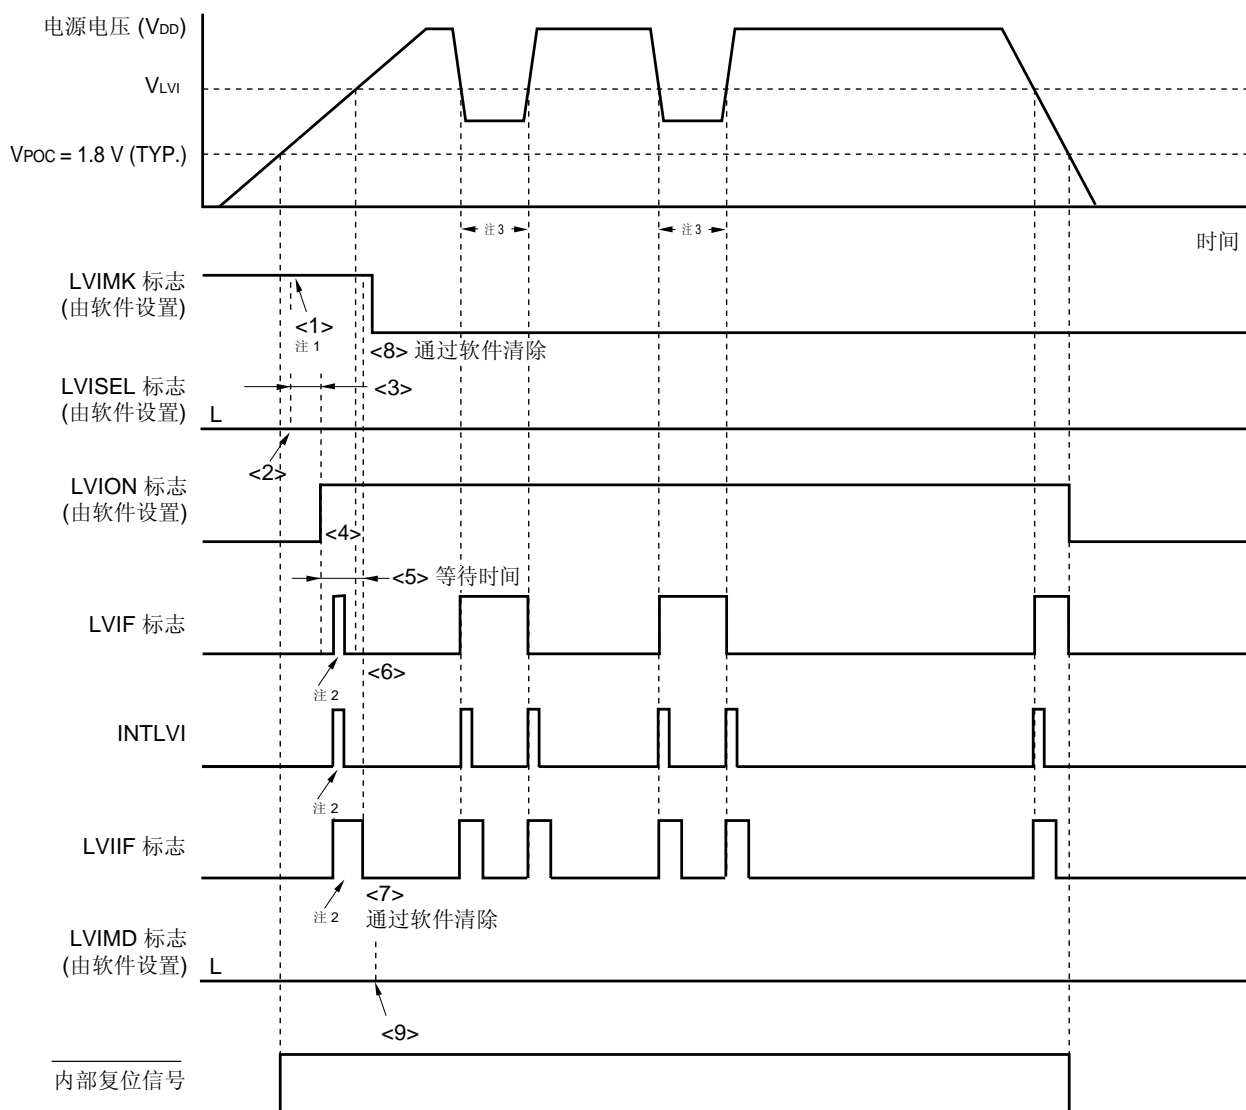 电源电压 (VDD)
VLVI
VPOC = 1.8 V (TYP.)
注 3
注 3
时间
LVIMK 标志
(由软件设置)
<1>
注 1
<8> 通过软件清除
LVISEL 标志
(由软件设置)
L
<3>
<2>
LVION 标志
(由软件设置)
<4>
<5> 等待时间
LVIF 标志
注 2
<6>
INTLVI
注 2
LVIIF 标志
注 2
<7>
通过软件清除
LVIMD 标志
(由软件设置)
L
<9>
内部复位信号